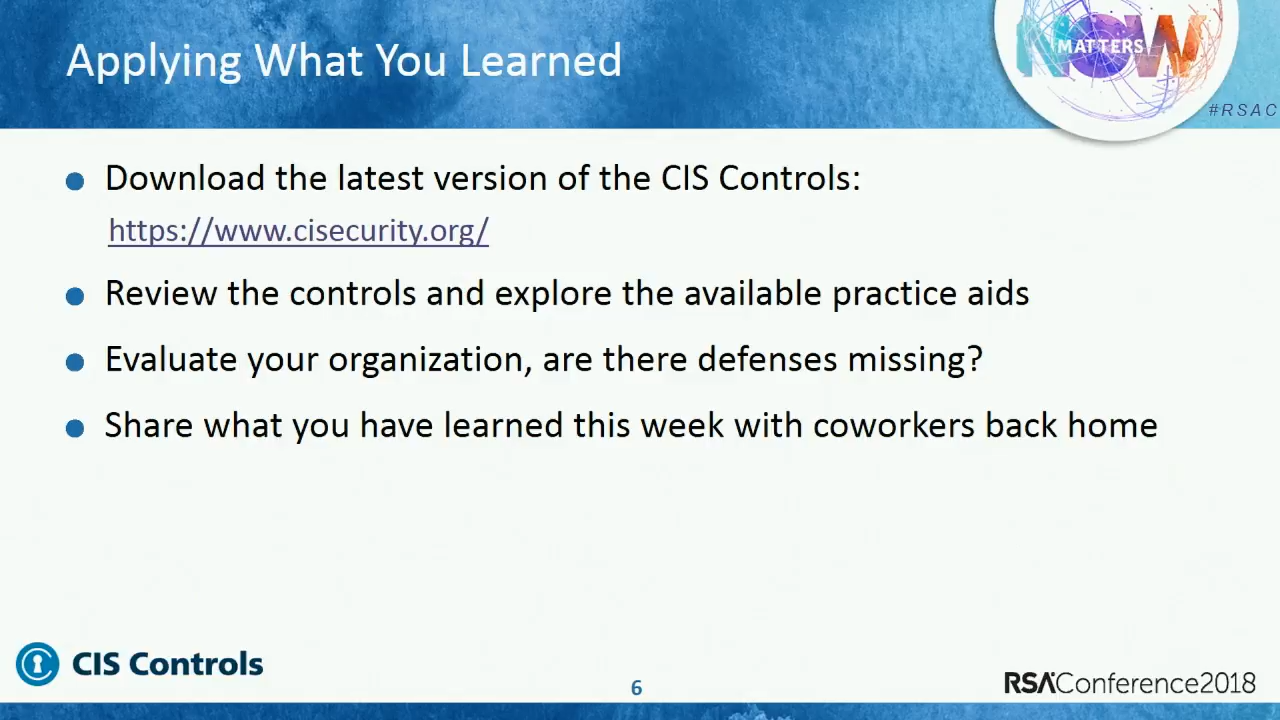 Applying What You Learned
NOW
MATTERS
#RSAC
Download the latest version of the CIS Controls:
https://www.cisecurity.org/
Review the controls and explore the available practice aids
Evaluate your organization, are there defenses missing?
Share what you have learned this week with coworkers back home
CIS Controls
6
RSAConference2018